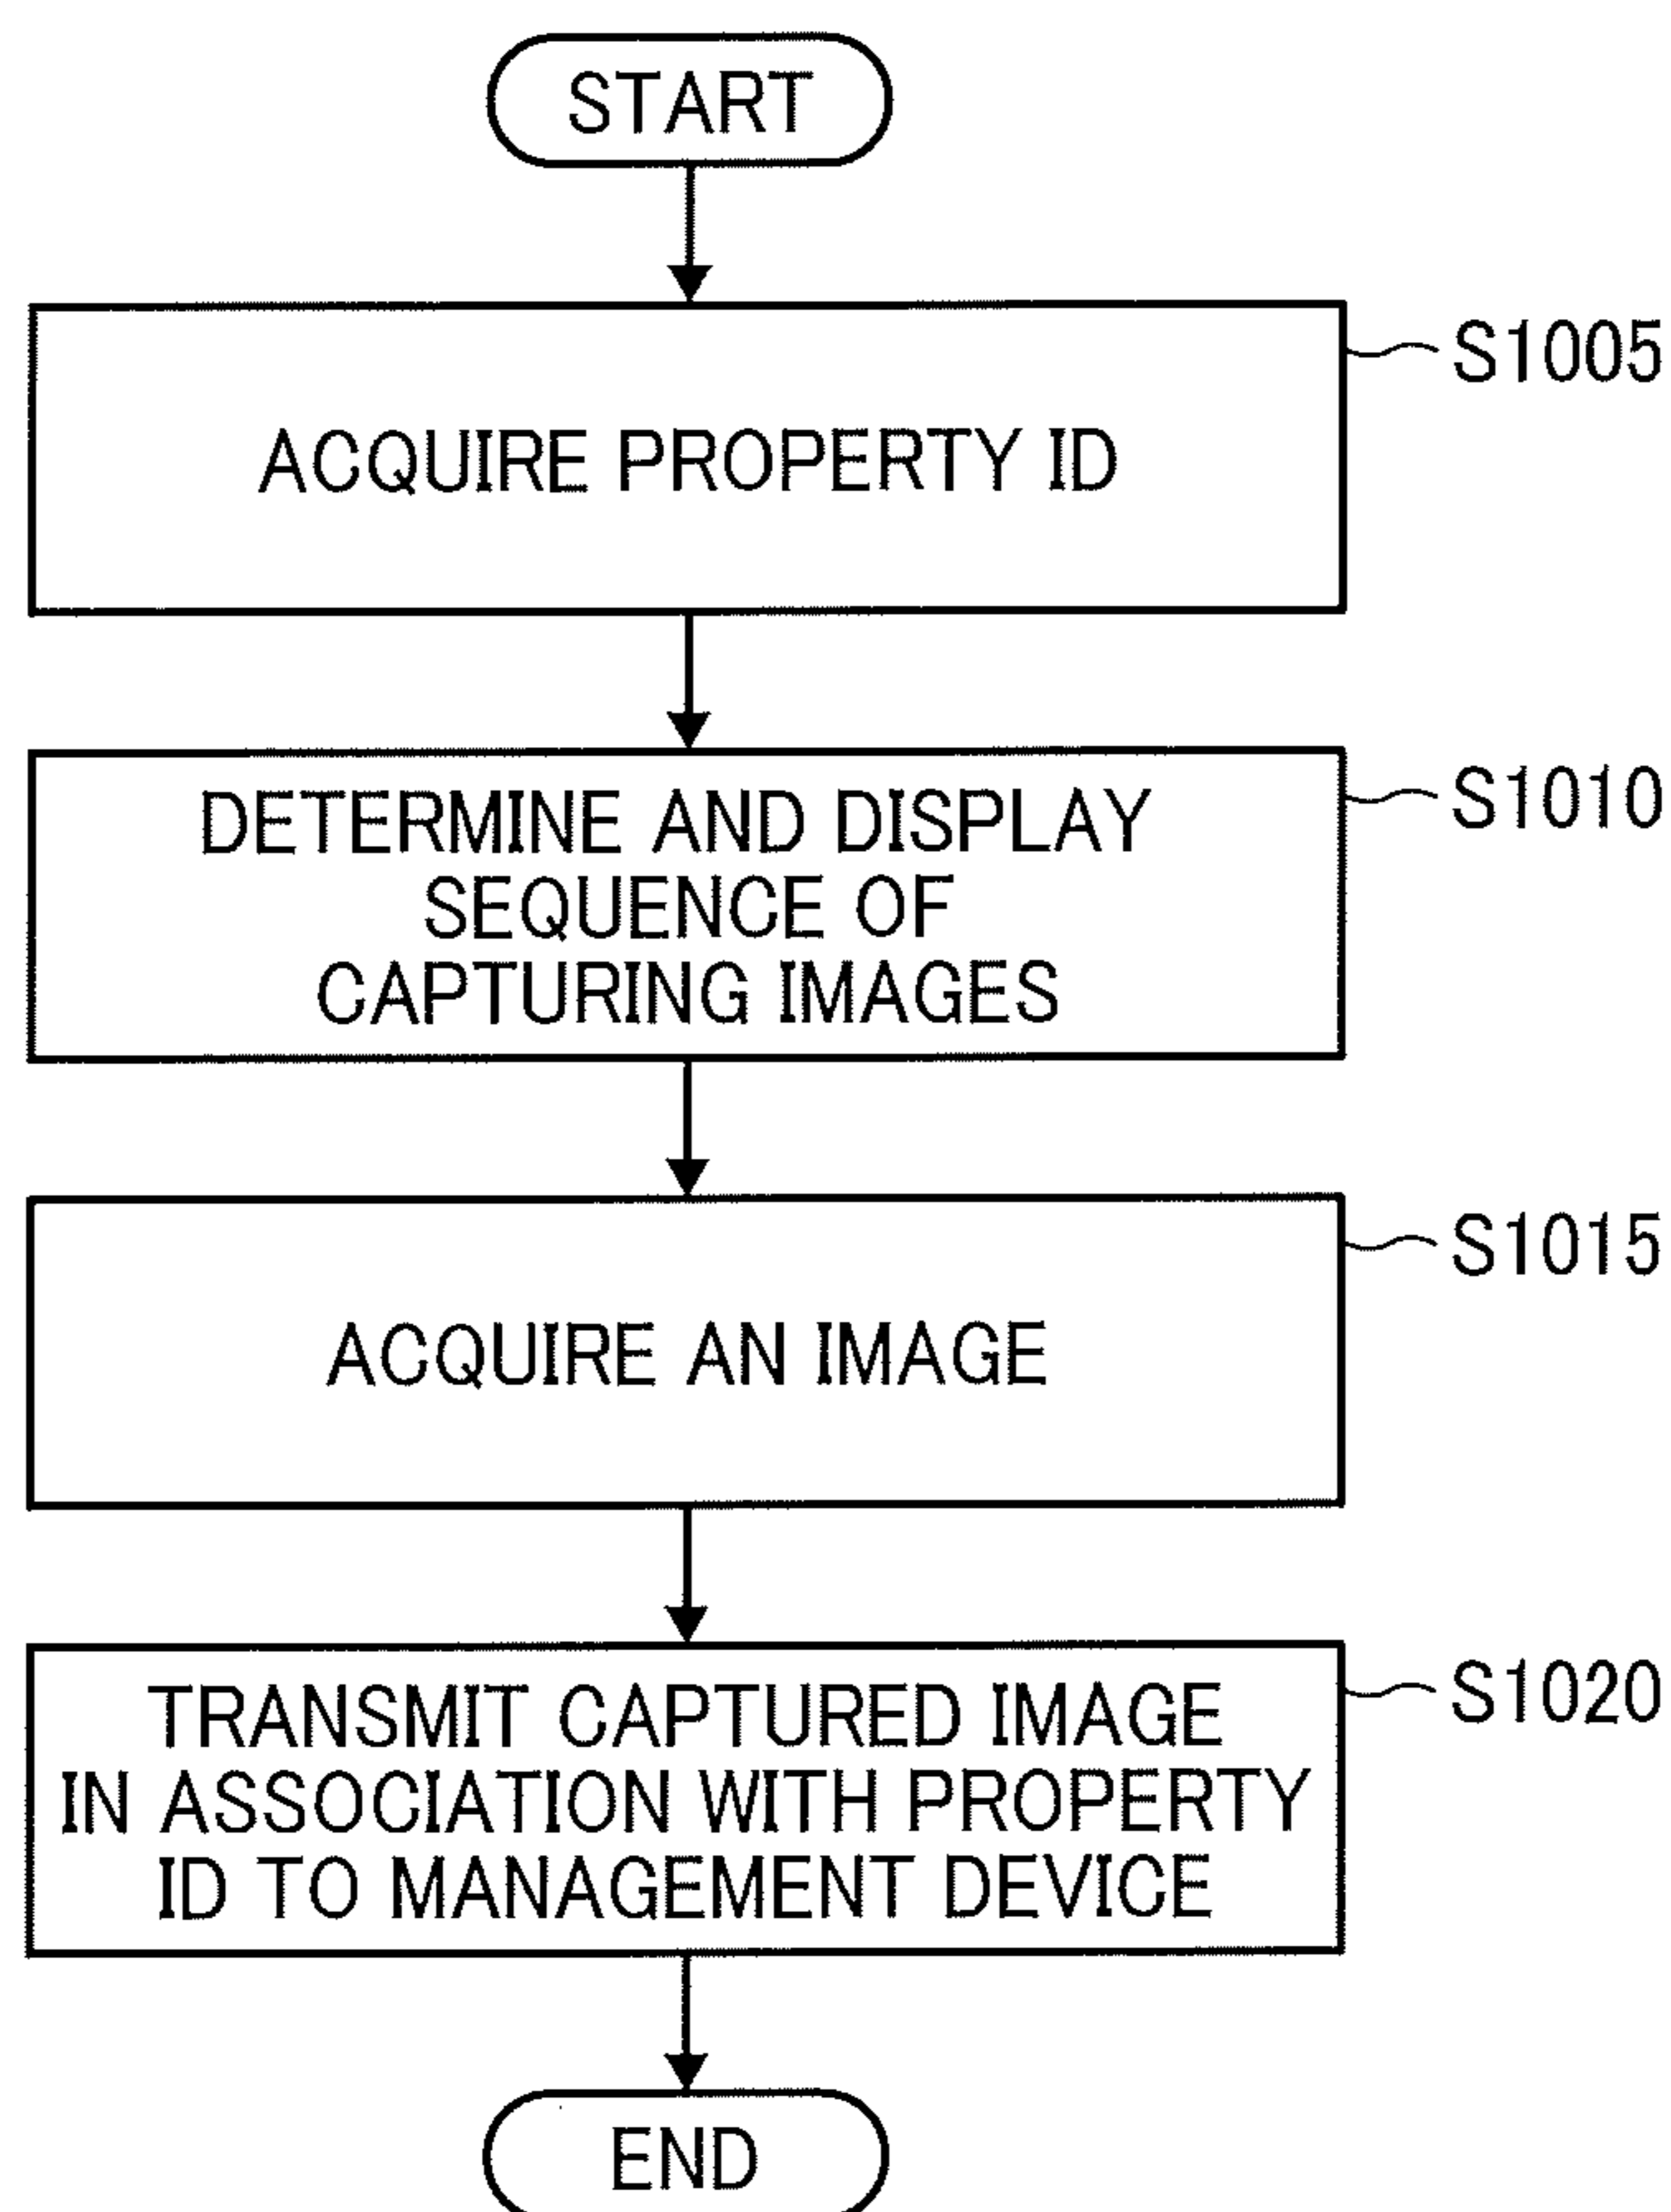 START
S1005
ACQUIRE PROPERTY ID
S1010
DETERMINE AND DISPLAY
SEQUENCE OF
CAPTURING IMAGES
S1015
ACQUIRE AN IMAGE
S1020
TRANSMIT CAPTURED IMAGE
IN ASSOCIATION WITH PROPERTY
ID TO MANAGEMENT DEVICE
END